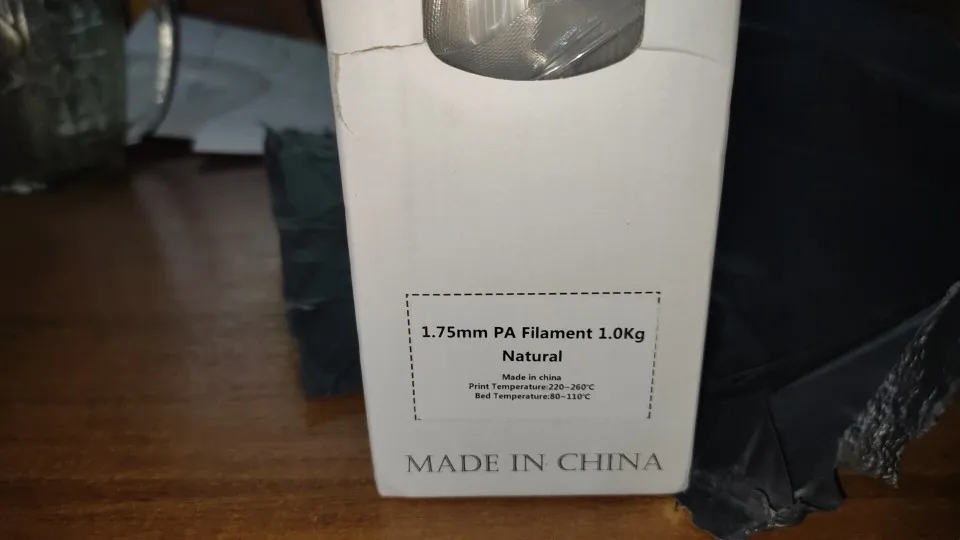 1.75mm PA Filament 1.0Kg
Natural
Made in china
Print Temperature:220~260℃
Bed Temperature:80~110℃
MADE IN CHINA